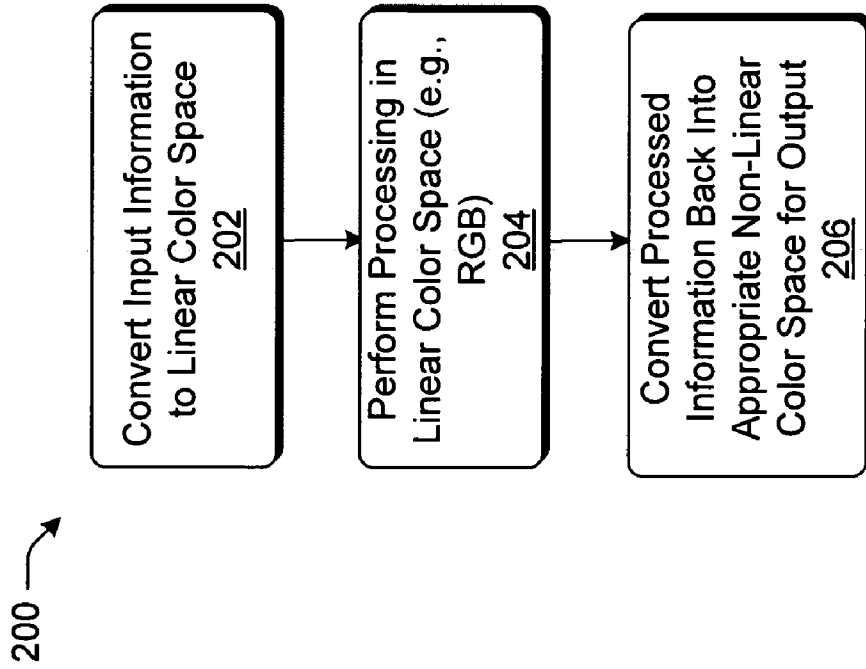 200
Convert Input Information
to Linear Color Space
202
Perform Processing in
Linear Color Space (e.g.,
RGB)
204
Convert Processed
Information Back Into
Appropriate Non-Linear
Color Space for Output
206